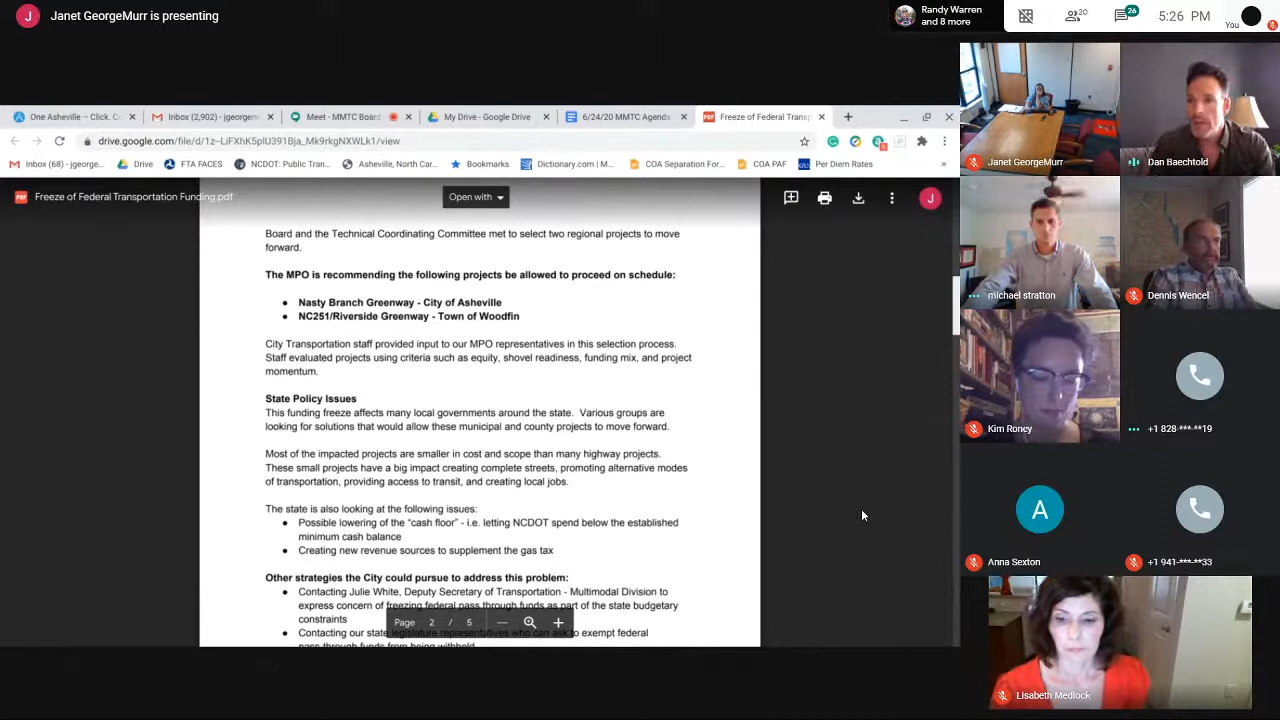 Janet GeorgeMurr is presenting
Randy Warren
and 8 more
20
26
5:26 PM
You
One Asheville – Click. C
Inbox (2,902) - jgeorgem
Meet - MMTC Board
My Drive - Google Drive
6/24/20 MMTC Agenda
Freeze of Federal Transp
drive.google.com/file/d/1z--LiFXhK5pIU391Bja_Mk9rkgNXWLk1/view
Inbox (68) - jgeorge...
Drive
FTA FACES
NCDOT: Public Tran...
Asheville, North Car...
Bookmarks
Dictionary.com | M...
COA Separation For...
COA PAF
Per Diem Rates
Freeze of Federal Transportation Funding.pdf
Open with
J
Board and the Technical Coordinating Committee met to select two regional projects to move
forward.
The MPO is recommending the following projects be allowed to proceed on schedule:
● Nasty Branch Greenway - City of Asheville
● NC251/Riverside Greenway - Town of Woodfin
City Transportation staff provided input to our MPO representatives in this selection process.
Staff evaluated projects using criteria such as equity, shovel readiness, funding mix, and project
momentum.
State Policy Issues
This funding freeze affects many local governments around the state. Various groups are
looking for solutions that would allow these municipal and county projects to move forward.
Most of the impacted projects are smaller in cost and scope than many highway projects.
These small projects have a big impact creating complete streets, promoting alternative modes
of transportation, providing access to transit, and creating local jobs.
The state is also looking at the following issues:
● Possible lowering of the “cash floor” - i.e. letting NCDOT spend below the established
minimum cash balance
● Creating new revenue sources to supplement the gas tax
Other strategies the City could pursue to address this problem:
● Contacting Julie White, Deputy Secretary of Transportation - Multimodal Division to
express concern of freezing federal pass through funds as part of the state budgetary
constraints
● Contacting our state legislature representatives who can ask to exempt federal
pass through funds from being withheld
Page 2 / 5
Janet GeorgeMurr
Dan Baechtold
michael stratton
Dennis Wencel
Kim Roney
+1 828-***-**19
A
Anna Sexton
+1 941-***-**33
Lisabeth Medlock